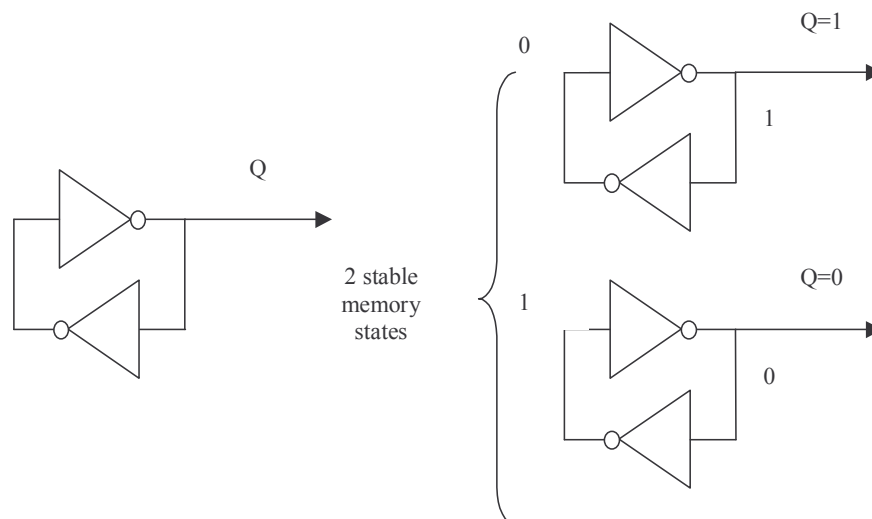 Q
2 stable
memory
states
0
Q=1
1
1
Q=0
0